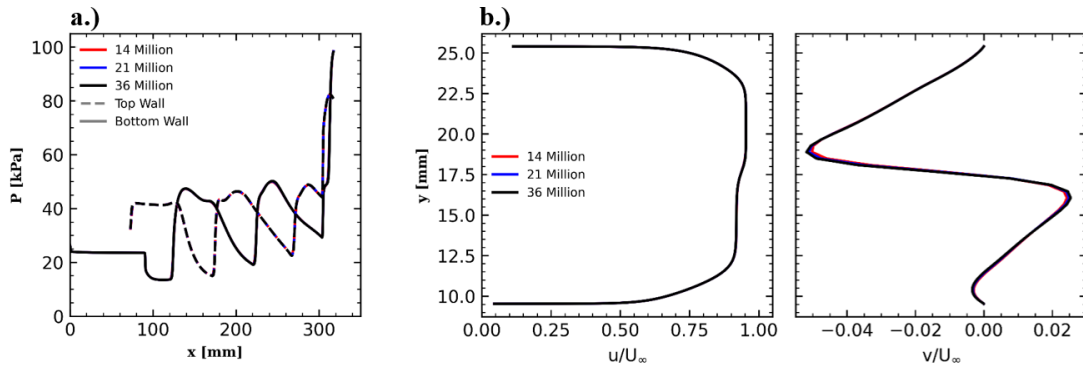 a.)
100
80
60
40
20
0
P [kPa]
14 Million
21 Million
36 Million
Top Wall
Bottom Wall
0 100 200 300
x [mm]
b.)
25.0
22.5
20.0
17.5
15.0
12.5
10.0
y [mm]
14 Million
21 Million
36 Million
0.0 0.25 0.50 0.75 1.00
u/U∞
−0.04 −0.02 0.00 0.02
v/U∞